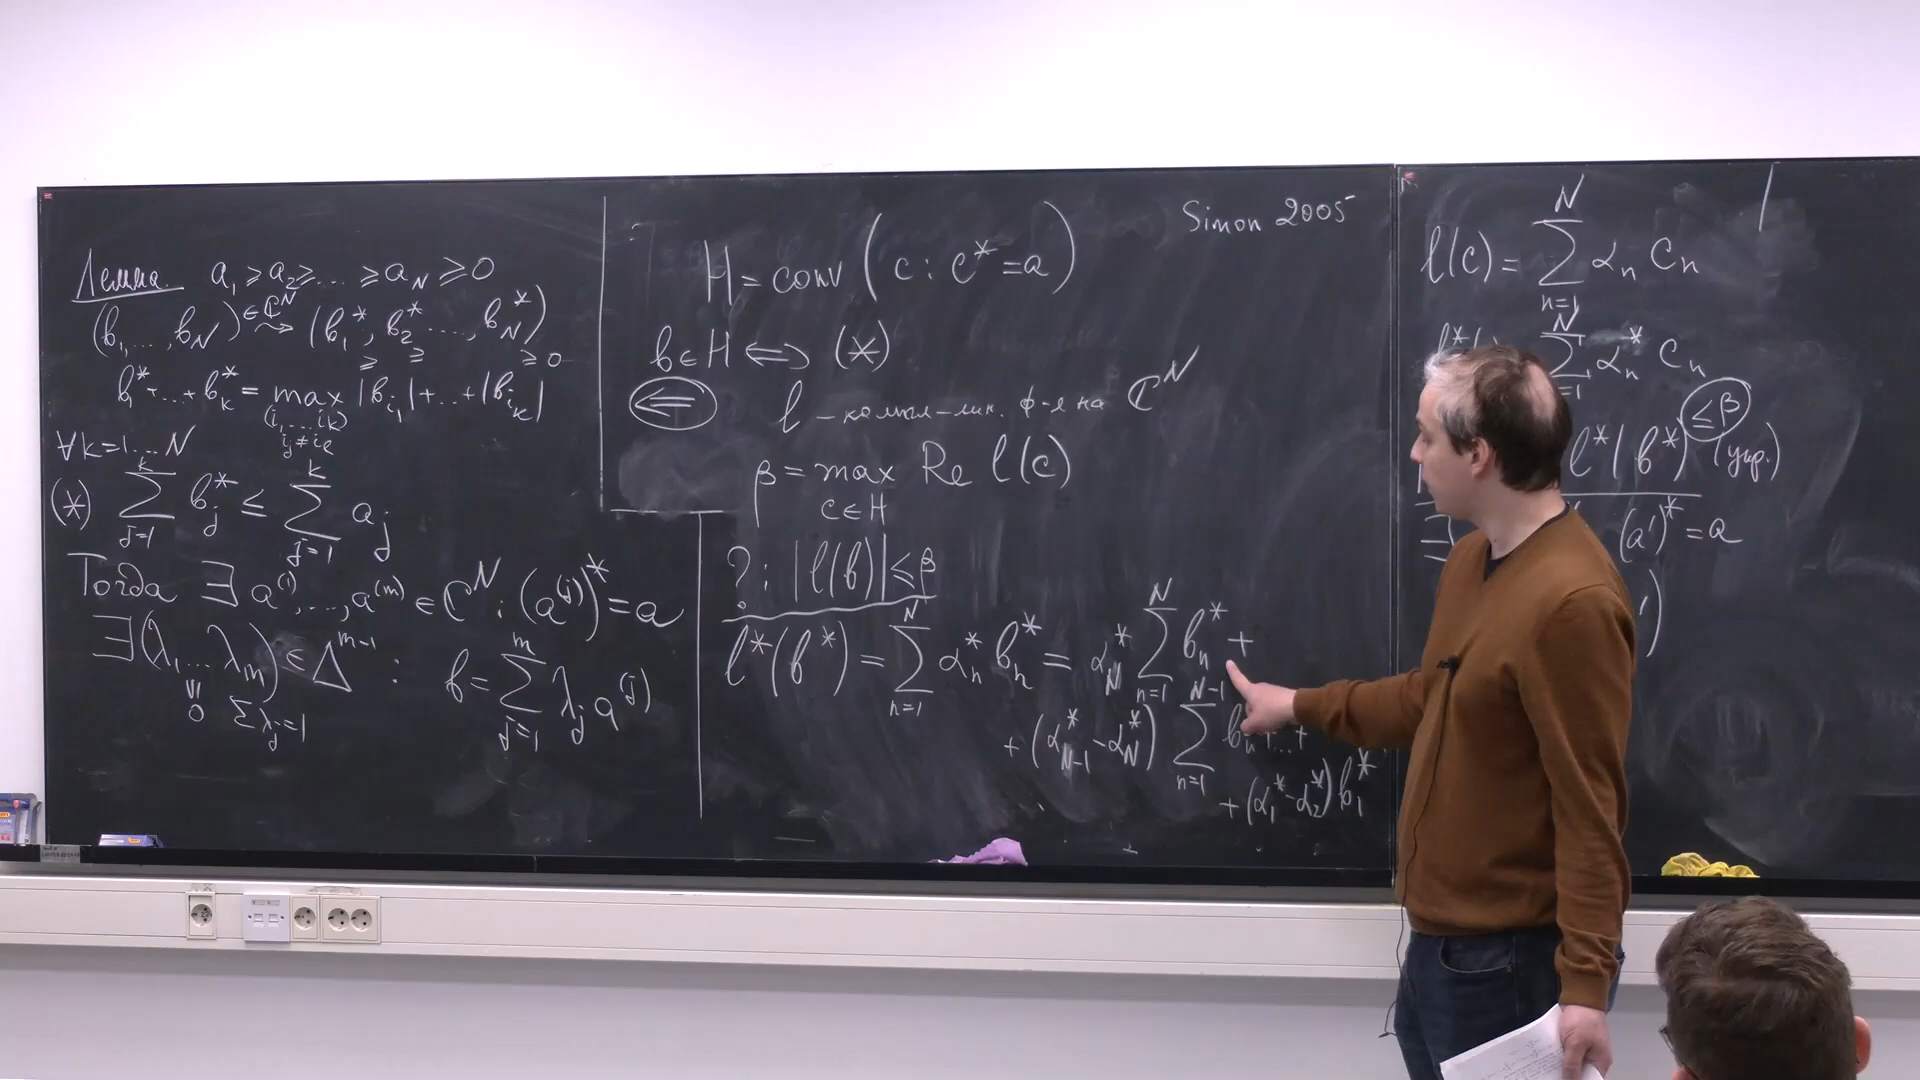 Лемма. a₁ ≥ a₂ ≥ ... ≥ a_N ≥ 0
(b₁, ..., b_N) ∈ ℂ^N ⇝ (b₁*, b₂*, ..., b_N*)
≥ ≥ ≥ 0
b₁* + ... + b_k* = max |b_{i₁}| + ... + |b_{i_k}|
(i₁, ... i_k)
i_j ≠ i_e
∀k=1...N
(*) ∑_{j=1}^{k} b_j* ≤ ∑_{j=1}^{k} a_j
Тогда ∃ a^{(1)}, ..., a^{(m)} ∈ ℂ^N : (a^{(j)})* = a
∃(λ₁ ... λ_m) ∈ Δ^{m-1} : b = ∑_{j=1}^{m} λ_j a^{(j)}
≥0 ∑λ_j = 1
Simon 2005
H = conv (c : c* = a)
b ∈ H ⟺ (*)
⟸ l – компл-лин. ф-я на ℂ^N
β = max Re l(c)
c∈H
?: |l(b)| ≤ β
l*(b*) = ∑_{n=1}^{N} α_n* b_n* = α_N* ∑_{n=1}^{N} b_n* +
+ (α_{N-1}* - α_N*) ∑_{n=1}^{N-1} b_n* + ... +
+ (α₁* - α₂*) b₁*
l(c) = ∑_{n=1}^{N} α_n c_n
∑ α_n* c_n
l*(b*) ≤ β (упр.)
∃ (a')* = a